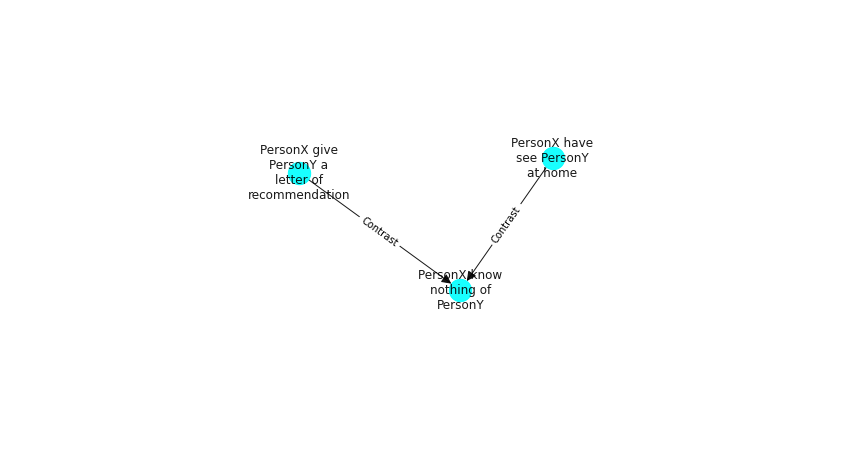 PersonX give
PersonY a
letter of
recommendation
PersonX have
see PersonY
at home
Contrast
Contrast
PersonX know
nothing of
PersonY